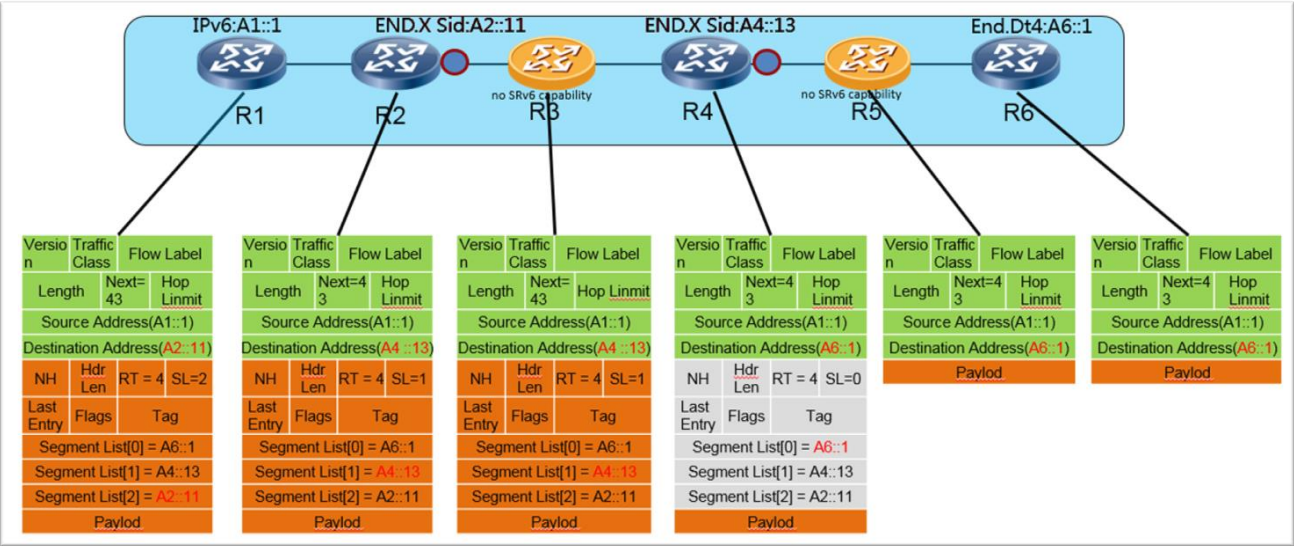 IPv6:A1::1
END.X Sid:A2::11
END.X Sid:A4::13
End.Dt4:A6::1
no SRv6 capability
no SRv6 capability
R1
R2
R3
R4
R5
R6
Versio
n
Traffic
Class
Flow Label
Length
Next=
43
Hop
Linmit
Source Address(A1::1)
Destination Address(A2::11)
NH
Hdr
Len
RT = 4
SL=2
Last
Entry
Flags
Tag
Segment List[0] = A6::1
Segment List[1] = A4::13
Segment List[2] = A2::11
Paylod
Versio
n
Traffic
Class
Flow Label
Length
Next=4
3
Hop
Linmit
Source Address(A1::1)
Destination Address(A4 ::13)
NH
Hdr
Len
RT = 4
SL=1
Last
Entry
Flags
Tag
Segment List[0] = A6::1
Segment List[1] = A4::13
Segment List[2] = A2::11
Paylod
Versio
n
Traffic
Class
Flow Label
Length
Next=
43
Hop Linmit
Source Address(A1::1)
Destination Address(A4 ::13)
NH
Hdr
Len
RT = 4
SL=1
Last
Entry
Flags
Tag
Segment List[0] = A6::1
Segment List[1] = A4::13
Segment List[2] = A2::11
Paylod
Versio
n
Traffic
Class
Flow Label
Length
Next=4
3
Hop
Linmit
Source Address(A1::1)
Destination Address(A6::1)
NH
Hdr
Len
RT = 4
SL=0
Last
Entry
Flags
Tag
Segment List[0] = A6::1
Segment List[1] = A4::13
Segment List[2] = A2::11
Paylod
Versio
n
Traffic
Class
Flow Label
Length
Next=4
3
Hop
Linmit
Source Address(A1::1)
Destination Address(A6::1)
Paylod
Versio
n
Traffic
Class
Flow Label
Length
Next=4
3
Hop
Linmit
Source Address(A1::1)
Destination Address(A6::1)
Paylod